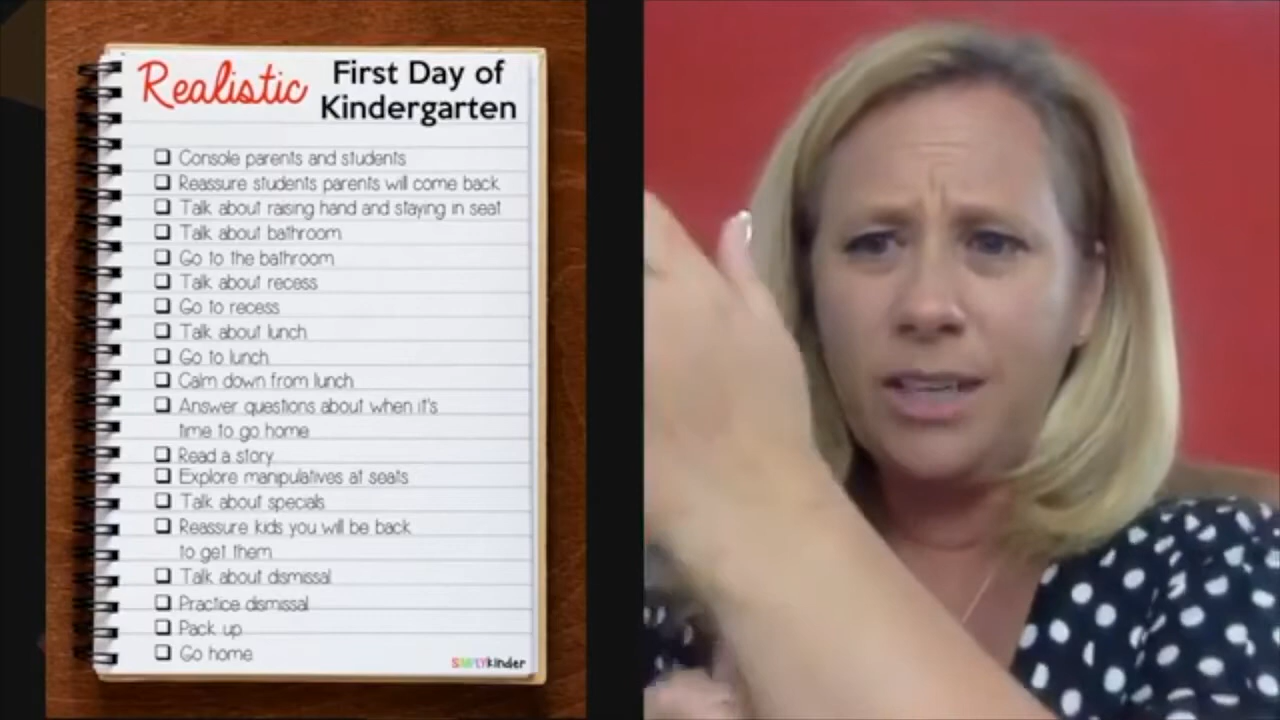 Realistic First Day of
Kindergarten
Console parents and students
Reassure students parents will come back
Talk about raising hand and staying in seat
Talk about bathroom
Go to the bathroom
Talk about recess
Go to recess
Talk about lunch
Go to lunch
Calm down from lunch
Answer questions about when it's
time to go home
Read a story
Explore manipulatives at seats
Talk about specials
Reassure kids you will be back
to get them
Talk about dismissal
Practice dismissal
Pack up
Go home
SIMPLYkinder